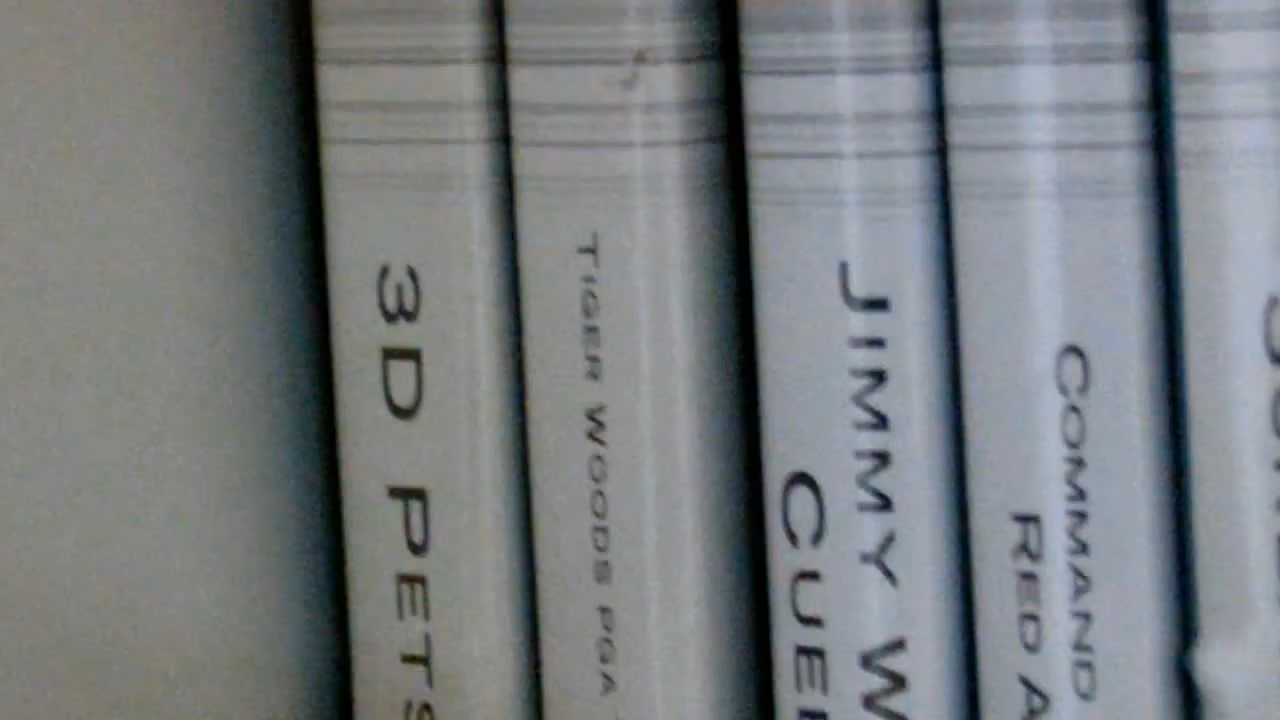 3D PETS
TIGER WOODS PGA
JIMMY W
CUE
COMMAND
RED A